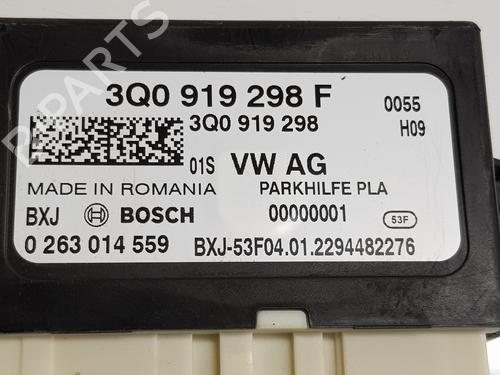 3Q0 919 298 F
0055
3Q0 919 298
H09
01S VW AG
MADE IN ROMANIA PARKHILFE PLA
BXJ BOSCH 00000001 53F
0 263 014 559 BXJ-53F04.01.2294482276